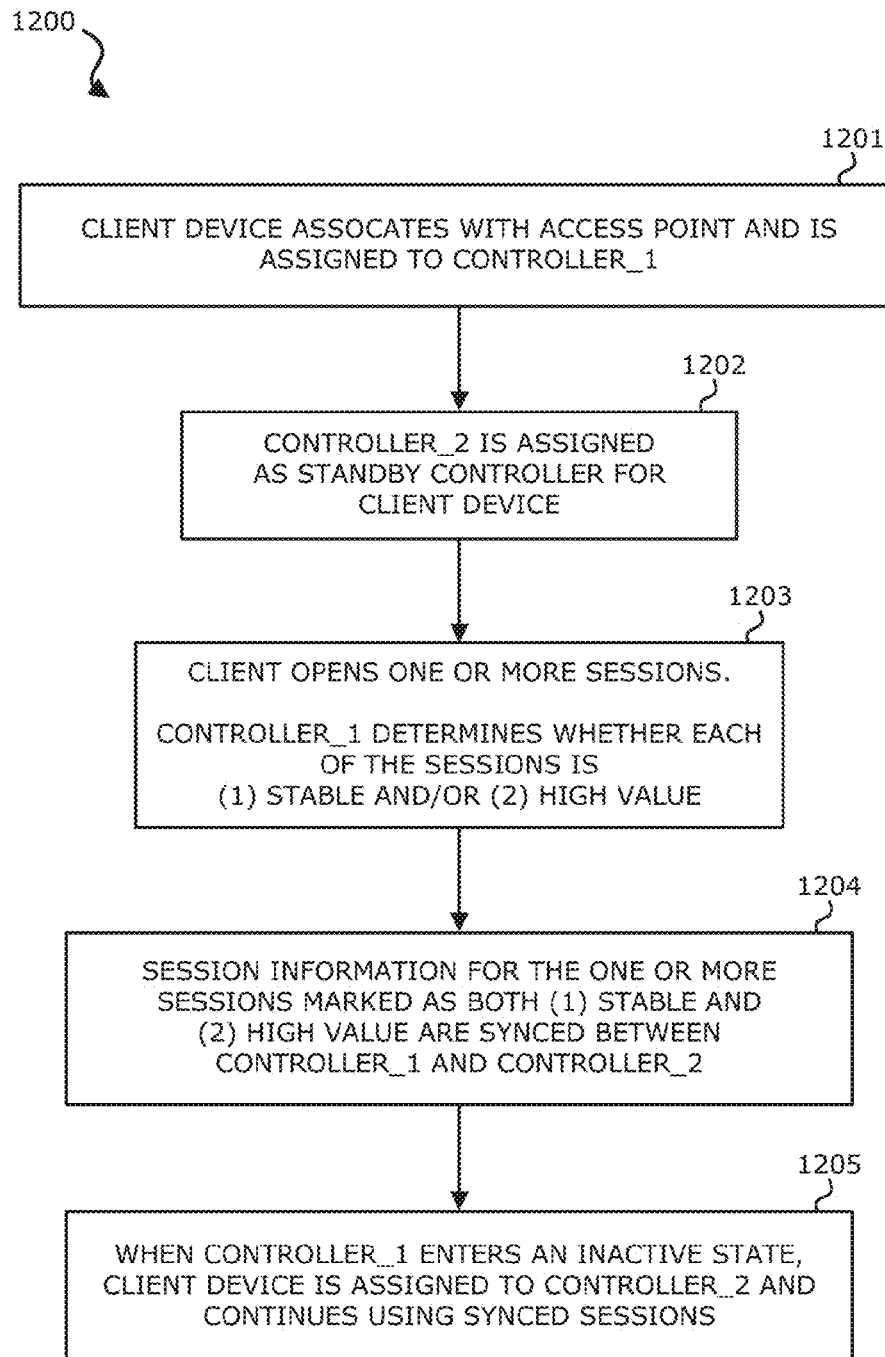 1200
1201
CLIENT DEVICE ASSOCATES WITH ACCESS POINT AND IS
ASSIGNED TO CONTROLLER_1
1202
CONTROLLER_2 IS ASSIGNED
AS STANDBY CONTROLLER FOR
CLIENT DEVICE
1203
CLIENT OPENS ONE OR MORE SESSIONS.
CONTROLLER_1 DETERMINES WHETHER EACH
OF THE SESSIONS IS
(1) STABLE AND/OR (2) HIGH VALUE
1204
SESSION INFORMATION FOR THE ONE OR MORE
SESSIONS MARKED AS BOTH (1) STABLE AND
(2) HIGH VALUE ARE SYNCED BETWEEN
CONTROLLER_1 AND CONTROLLER_2
1205
WHEN CONTROLLER_1 ENTERS AN INACTIVE STATE,
CLIENT DEVICE IS ASSIGNED TO CONTROLLER_2 AND
CONTINUES USING SYNCED SESSIONS